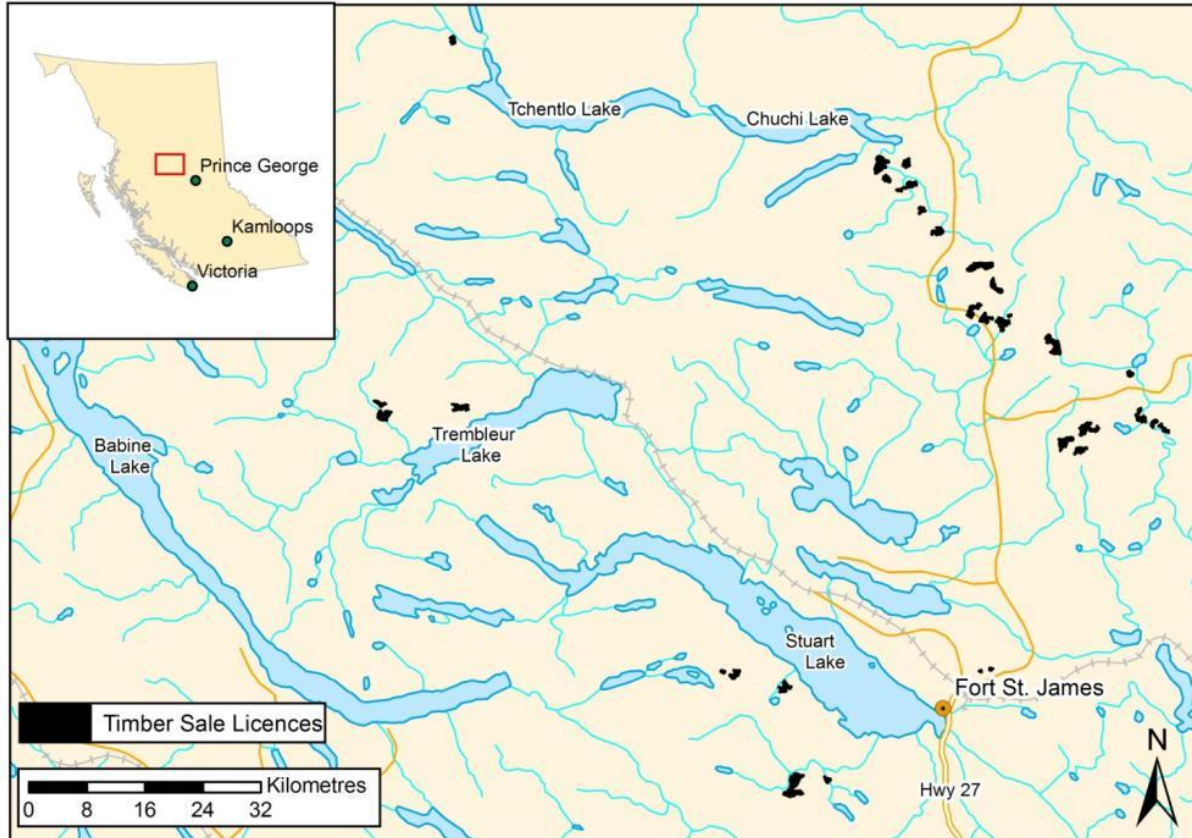 Prince George
Kamloops
Victoria
Tchentlo Lake
Chuchi Lake
Babine
Lake
Trembleur
Lake
Stuart
Lake
Fort St. James
Hwy 27
Timber Sale Licences
Kilometres
0 8 16 24 32
N